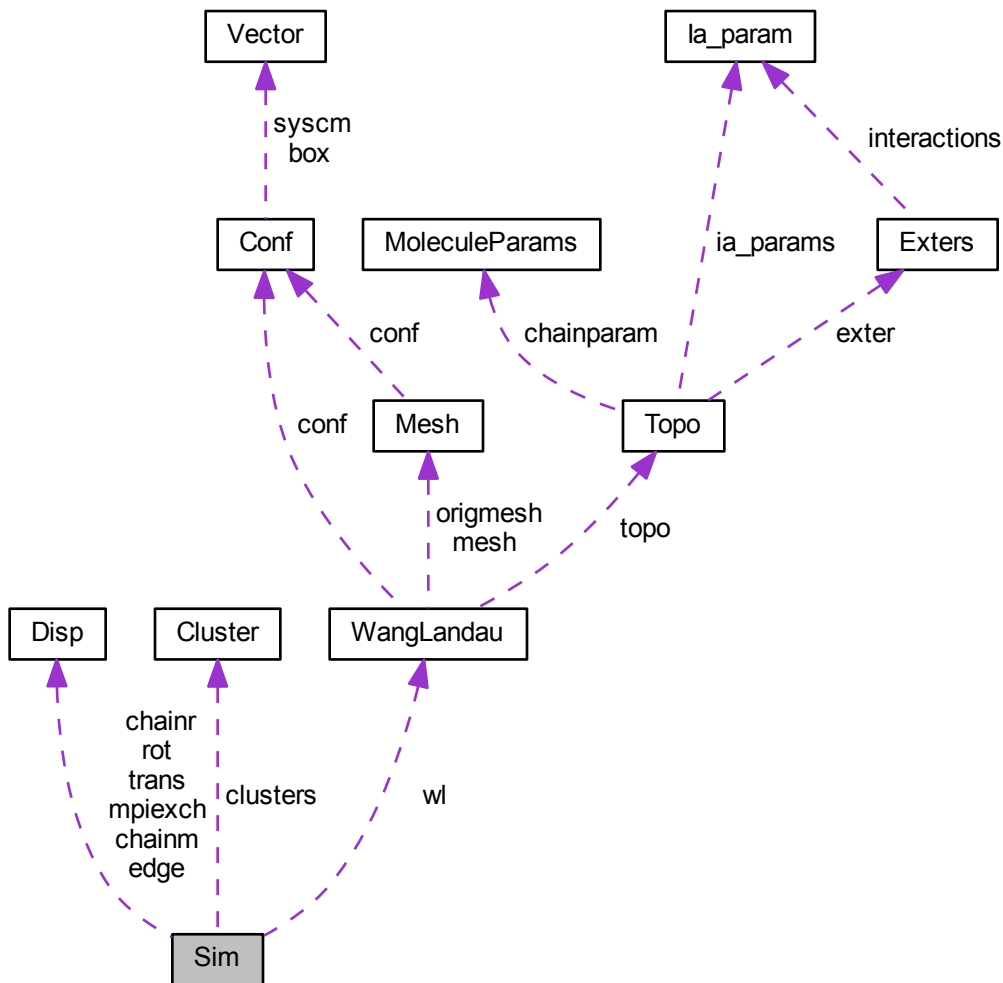 Vector
Ia_param
syscm
box
interactions
Conf
MoleculeParams
ia_params
Exters
conf
chainparam
exter
conf
Mesh
Topo
origmesh
mesh
topo
Disp
Cluster
WangLandau
chainr
rot
trans
mpiexch
chainm
edge
clusters
wl
Sim